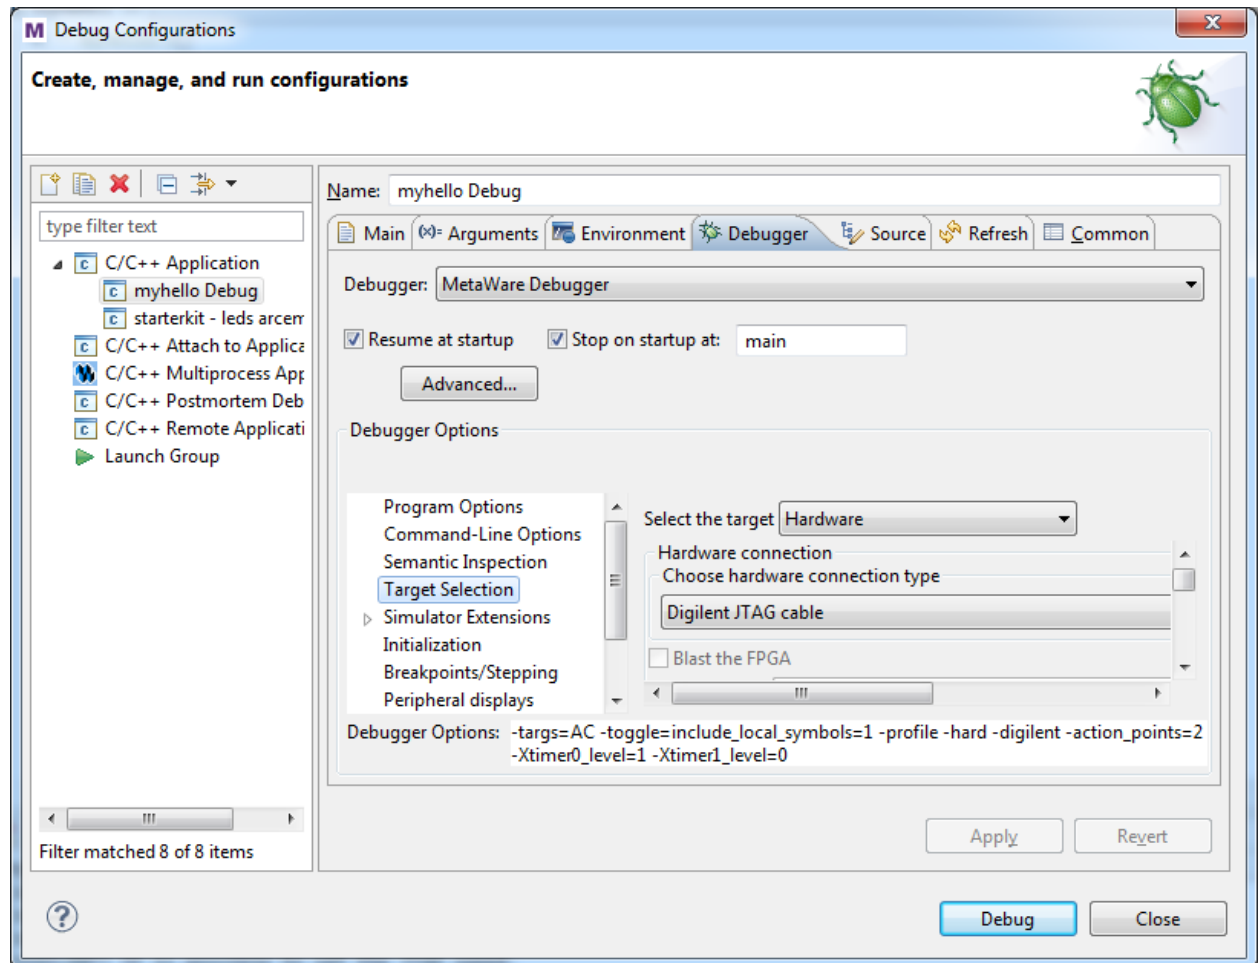 M Debug Configurations
Create, manage, and run configurations
type filter text
C/C++ Application
myhello Debug
starterkit - leds arcem
C/C++ Attach to Applica
C/C++ Multiprocess App
C/C++ Postmortem Deb
C/C++ Remote Applicati
Launch Group
Filter matched 8 of 8 items
Name: myhello Debug
Main (x)= Arguments Environment Debugger Source Refresh Common
Debugger: MetaWare Debugger
Resume at startup Stop on startup at: main
Advanced...
Debugger Options
Program Options
Command-Line Options
Semantic Inspection
Target Selection
Simulator Extensions
Initialization
Breakpoints/Stepping
Peripheral displays
Select the target Hardware
Hardware connection
Choose hardware connection type
Digilent JTAG cable
Blast the FPGA
Debugger Options: -targs=AC -toggle=include_local_symbols=1 -profile -hard -digilent -action_points=2
-Xtimer0_level=1 -Xtimer1_level=0
Apply Revert
? Debug Close